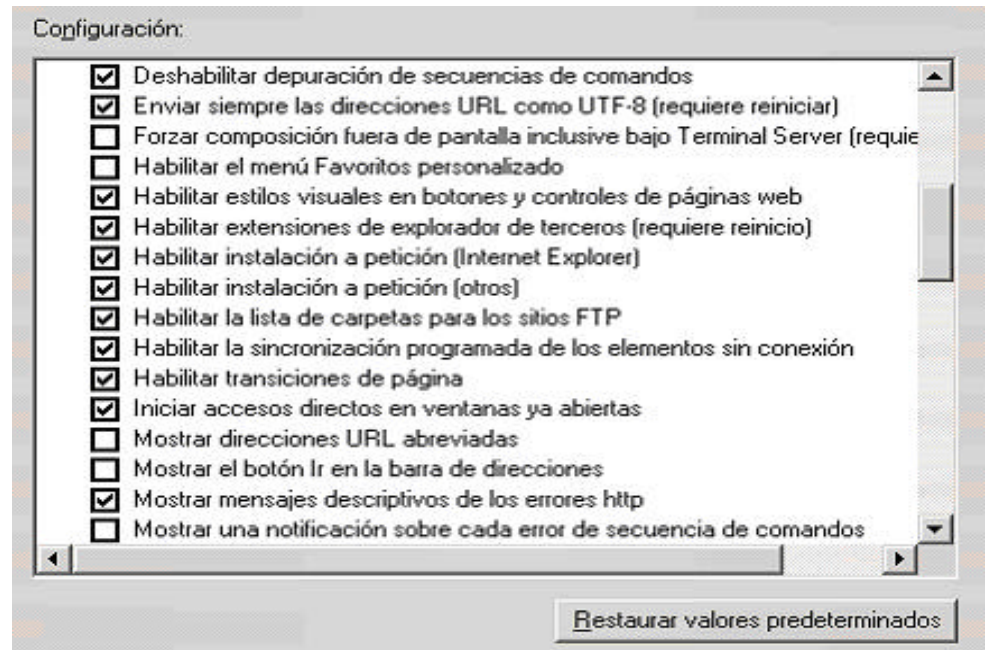 Configuración:
Deshabilitar depuración de secuencias de comandos
Enviar siempre las direcciones URL como UTF-8 (requiere reiniciar)
Forzar composición fuera de pantalla inclusive bajo Terminal Server (requie
Habilitar el menú Favoritos personalizado
Habilitar estilos visuales en botones y controles de páginas web
Habilitar extensiones de explorador de terceros (requiere reinicio)
Habilitar instalación a petición (Internet Explorer)
Habilitar instalación a petición (otros)
Habilitar la lista de carpetas para los sitios FTP
Habilitar la sincronización programada de los elementos sin conexión
Habilitar transiciones de página
Iniciar accesos directos en ventanas ya abiertas
Mostrar direcciones URL abreviadas
Mostrar el botón Ir en la barra de direcciones
Mostrar mensajes descriptivos de los errores http
Mostrar una notificación sobre cada error de secuencia de comandos
Restaurar valores predeterminados